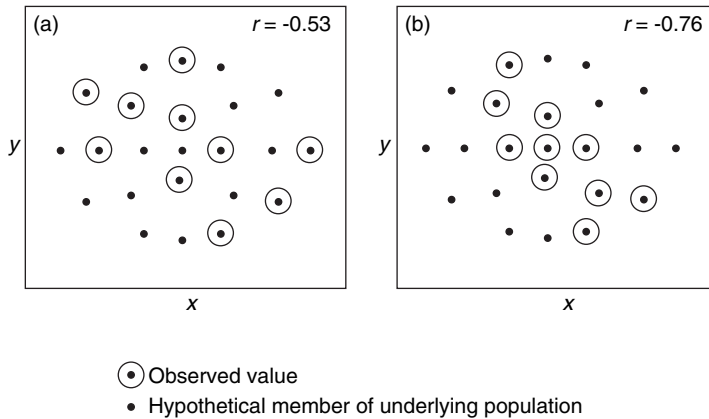 (a) r = -0.53
y
x
(b) r = -0.76
y
x
Observed value
Hypothetical member of underlying population